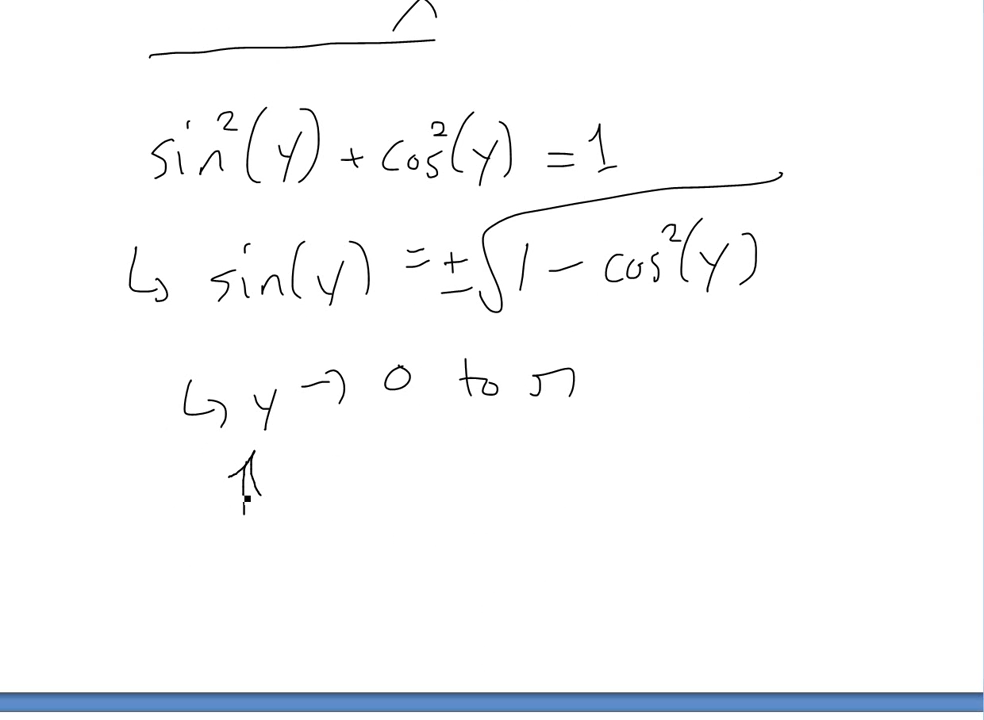 sin²(y) + cos²(y) = 1
↳ sin(y) = ±√(1 − cos²(y))
↳ y → 0 to π